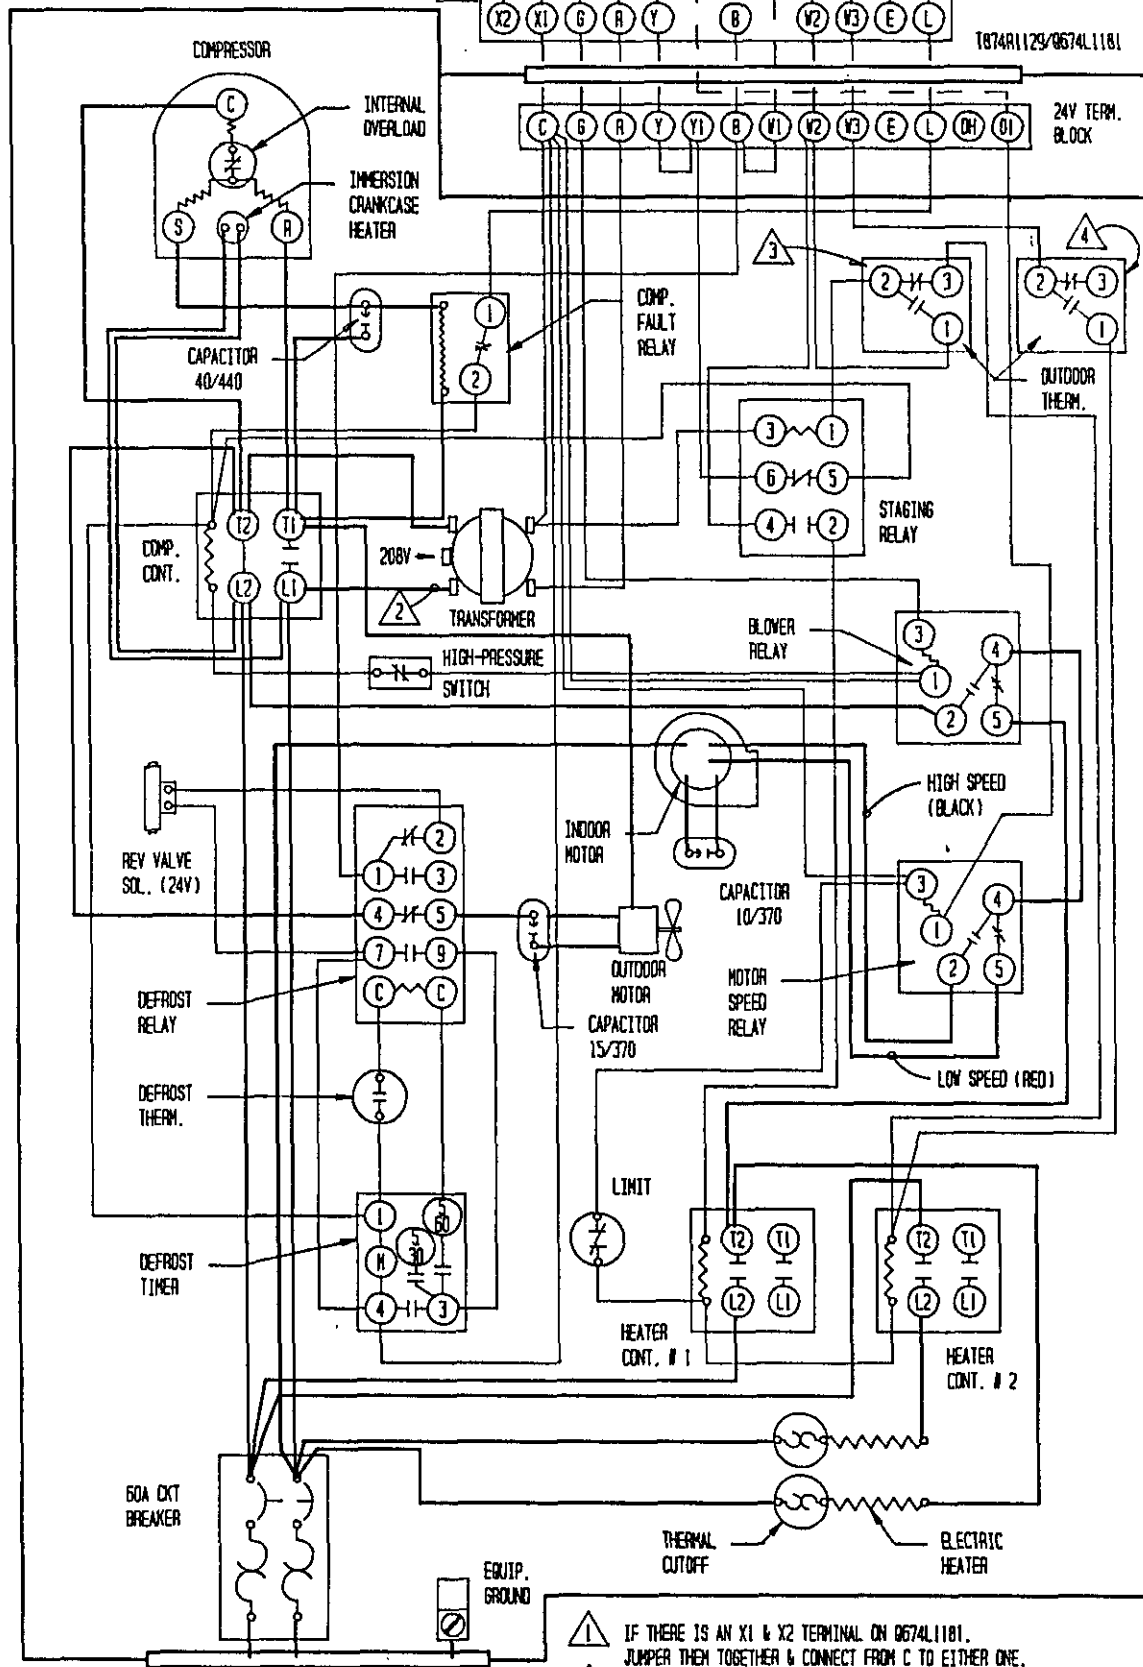 X2 X1 G R Y B W2 W3 E L
T874R1129/Q674L1181
C G R Y Y1 B W1 W2 W3 E L OH O1
24V TERM.
BLOCK
COMPRESSOR
C
INTERNAL
OVERLOAD
IMMERSION
CRANKCASE
HEATER
S
R
CAPACITOR
40/440
1
2
COMP.
FAULT
RELAY
3
2 3
1
4
2 3
1
OUTDOOR
THERM.
3 1
6 5
4 2
STAGING
RELAY
COMP.
CONT.
T2 T1
L2 L1
208V
2
TRANSFORMER
HIGH-PRESSURE
SWITCH
BLOWER
RELAY
3
4
1
2 5
REV VALVE
SOL. (24V)
INDOOR
MOTOR
HIGH SPEED
(BLACK)
CAPACITOR
10/370
2
1 3
4 5
7 9
C C
DEFROST
RELAY
OUTDOOR
MOTOR
CAPACITOR
15/370
MOTOR
SPEED
RELAY
3
4
1
2 5
LOW SPEED (RED)
DEFROST
THERM.
LIMIT
1
5
60
5
30
M
4 3
DEFROST
TIMER
T2 T1
L2 L1
HEATER
CONT. # 1
T2 T1
L2 L1
HEATER
CONT. # 2
60A CKT
BREAKER
THERMAL
CUTOFF
ELECTRIC
HEATER
EQUIP.
GROUND
1 IF THERE IS AN X1 & X2 TERMINAL ON Q674L1181.
JUMPER THEM TOGETHER & CONNECT FROM C TO EITHER ONE.